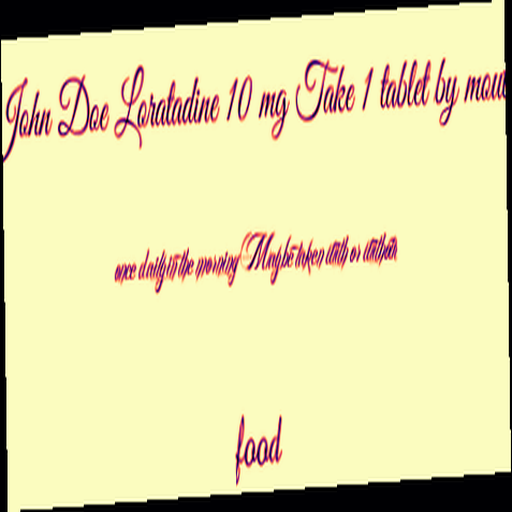 John Doe Loratadine 10 mg Take 1 tablet by mou
once daily in the morning May be taken with or without
food